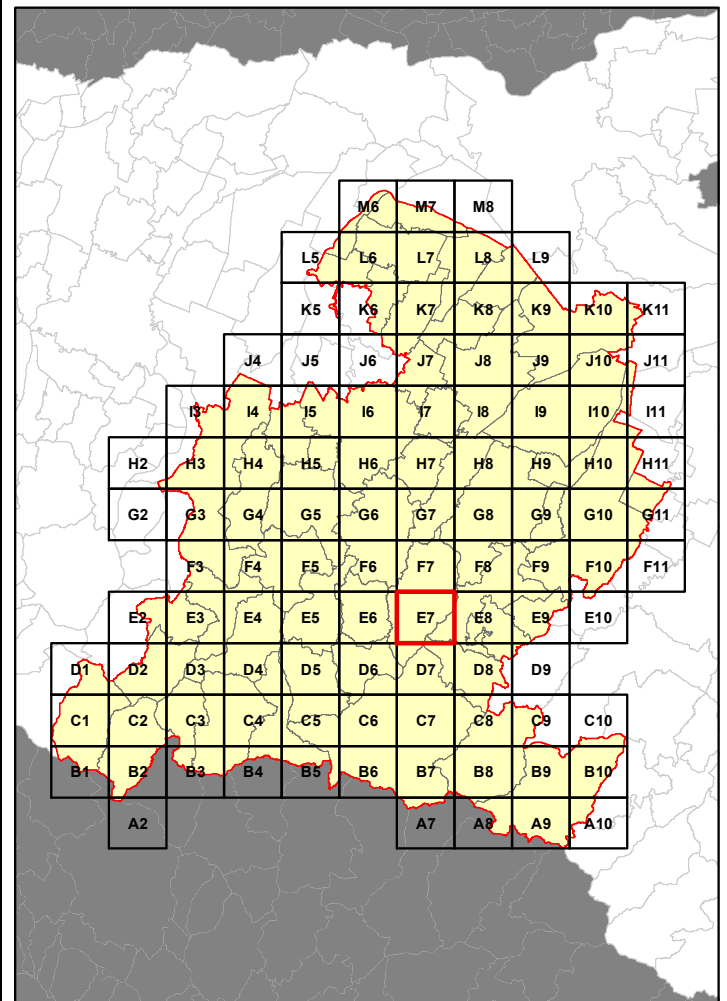 M6 M7 M8
L5 L6 L7 L8 L9
K5 K6 K7 K8 K9 K10 K11
J4 J5 J6 J7 J8 J9 J10 J11
I3 I4 I5 I6 I7 I8 I9 I10 I11
H2 H3 H4 H5 H6 H7 H8 H9 H10 H11
G2 G3 G4 G5 G6 G7 G8 G9 G10 G11
F3 F4 F5 F6 F7 F8 F9 F10 F11
E2 E3 E4 E5 E6 E7 E8 E9 E10
D1 D2 D3 D4 D5 D6 D7 D8 D9
C1 C2 C3 C4 C5 C6 C7 C8 C9 C10
B1 B2 B3 B4 B5 B6 B7 B8 B9 B10
A2 A7 A8 A9 A10